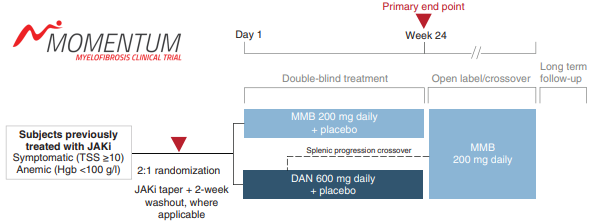 Primary end point
MOMENTUM
MYELOFIBROSIS CLINICAL TRIAL
Day 1
Week 24
Double-blind treatment
Open label/crossover
Long term
follow-up
Subjects previously
treated with JAKi
Symptomatic (TSS ≥10)
Anemic (Hgb <100 g/l)
2:1 randomization
JAKi taper + 2-week
washout, where
applicable
MMB 200 mg daily
+ placebo
Splenic progression crossover
DAN 600 mg daily
+ placebo
MMB
200 mg daily